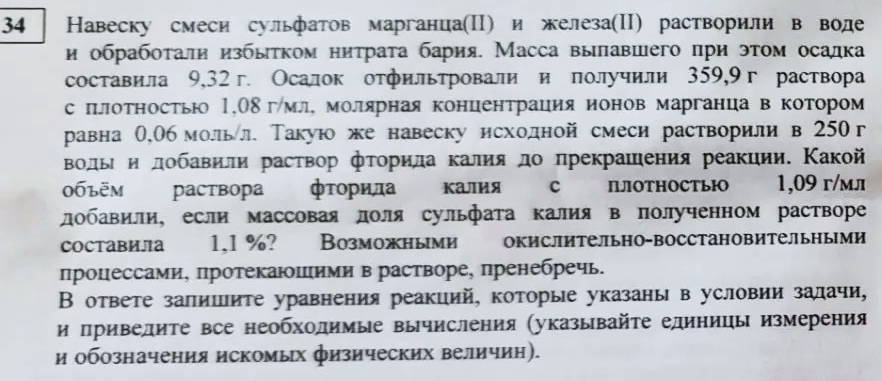 34 Навеску смеси сульфатов марганца(II) и железа(II) растворили в воде
и обработали избытком нитрата бария. Масса выпавшего при этом осадка
составила 9,32 г. Осадок отфильтровали и получили 359,9 г раствора
с плотностью 1,08 г/мл, молярная концентрация ионов марганца в котором
равна 0,06 моль/л. Такую же навеску исходной смеси растворили в 250 г
воды и добавили раствор фторида калия до прекращения реакции. Какой
объём раствора фторида калия с плотностью 1,09 г/мл
добавили, если массовая доля сульфата калия в полученном растворе
составила 1,1 %? Возможными окислительно-восстановительными
процессами, протекающими в растворе, пренебречь.
В ответе запишите уравнения реакций, которые указаны в условии задачи,
и приведите все необходимые вычисления (указывайте единицы измерения
и обозначения искомых физических величин).